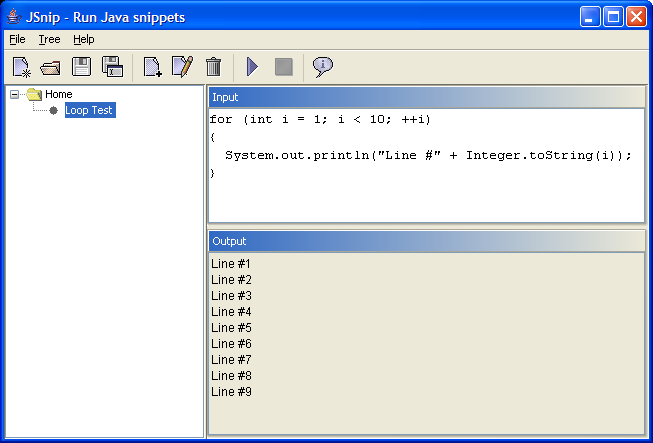 JSnip - Run Java snippets
File Tree Help
Home
Loop Test
Input
for (int i = 1; i < 10; ++i)
{
  System.out.println("Line #" + Integer.toString(i));
}
Output
Line #1
Line #2
Line #3
Line #4
Line #5
Line #6
Line #7
Line #8
Line #9